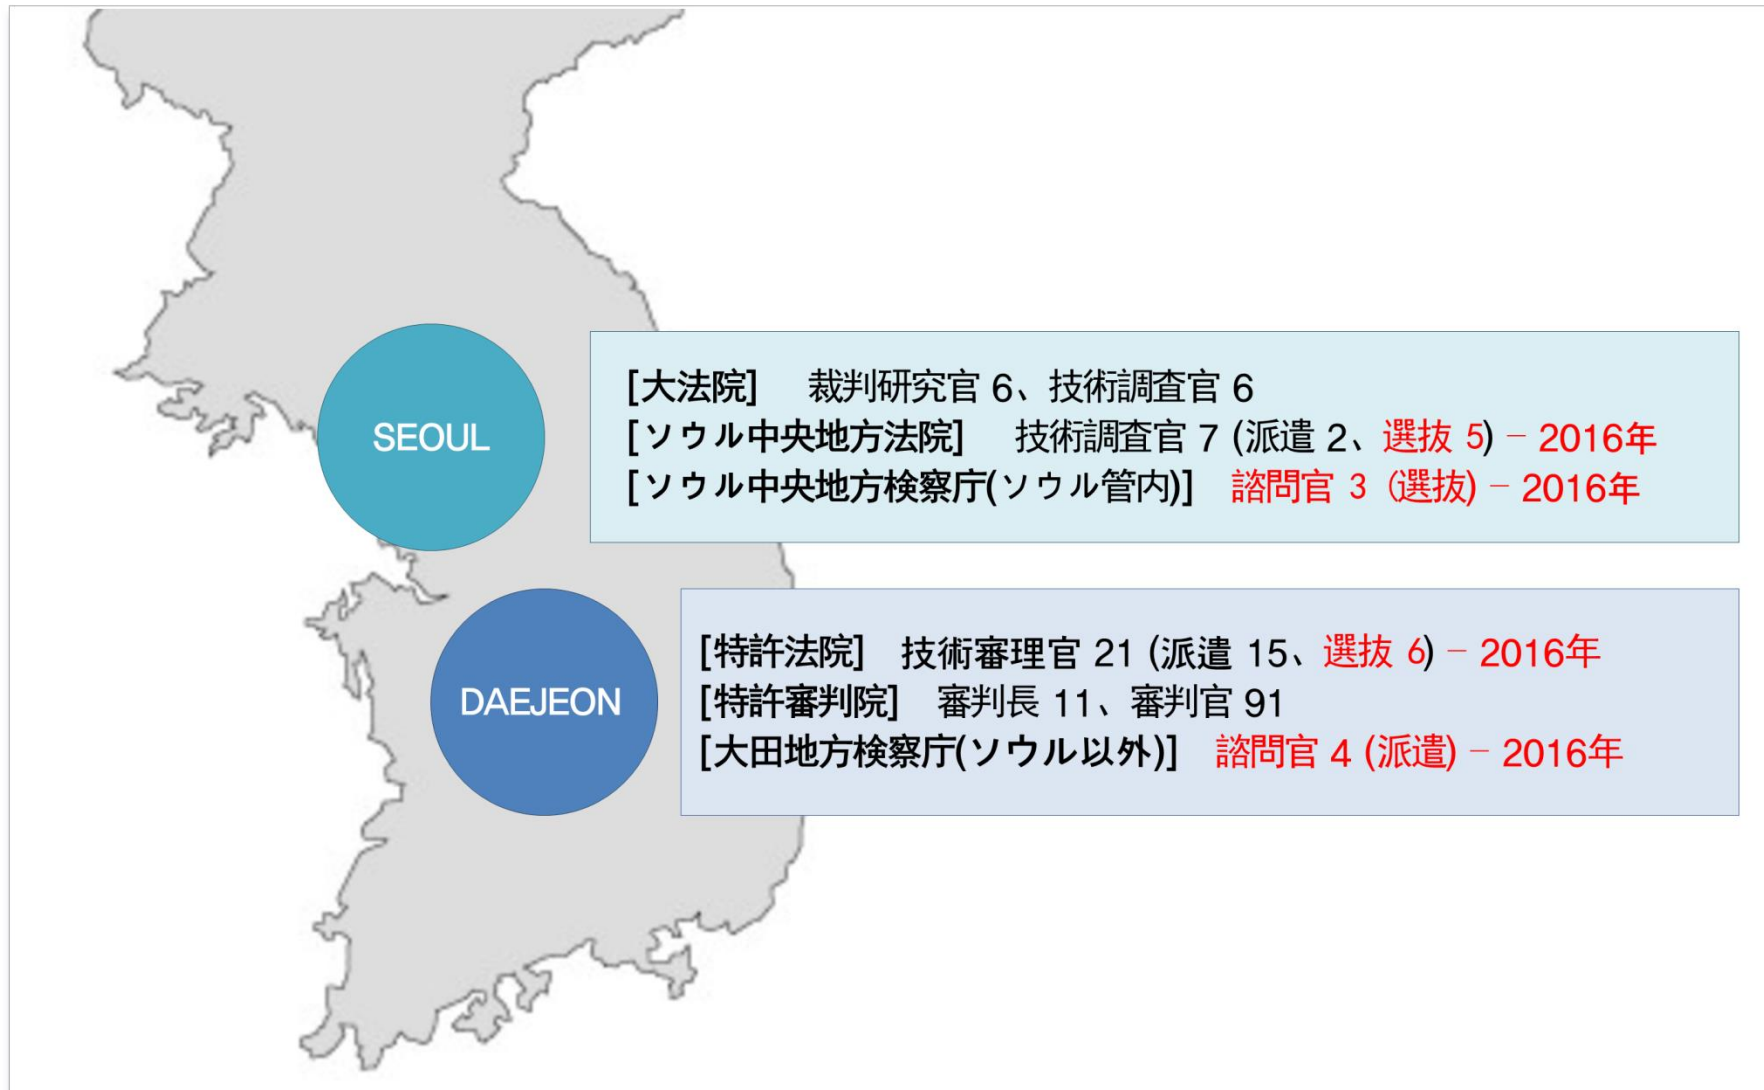 SEOUL
[大法院] 裁判研究官 6、技術調査官 6
[ソウル中央地方法院] 技術調査官 7 (派遣 2、選抜 5) – 2016年
[ソウル中央地方検察庁(ソウル管内)] 諮問官 3 (選抜) – 2016年
DAEJEON
[特許法院] 技術審理官 21 (派遣 15、選抜 6) – 2016年
[特許審判院] 審判長 11、審判官 91
[大田地方検察庁(ソウル以外)] 諮問官 4 (派遣) – 2016年